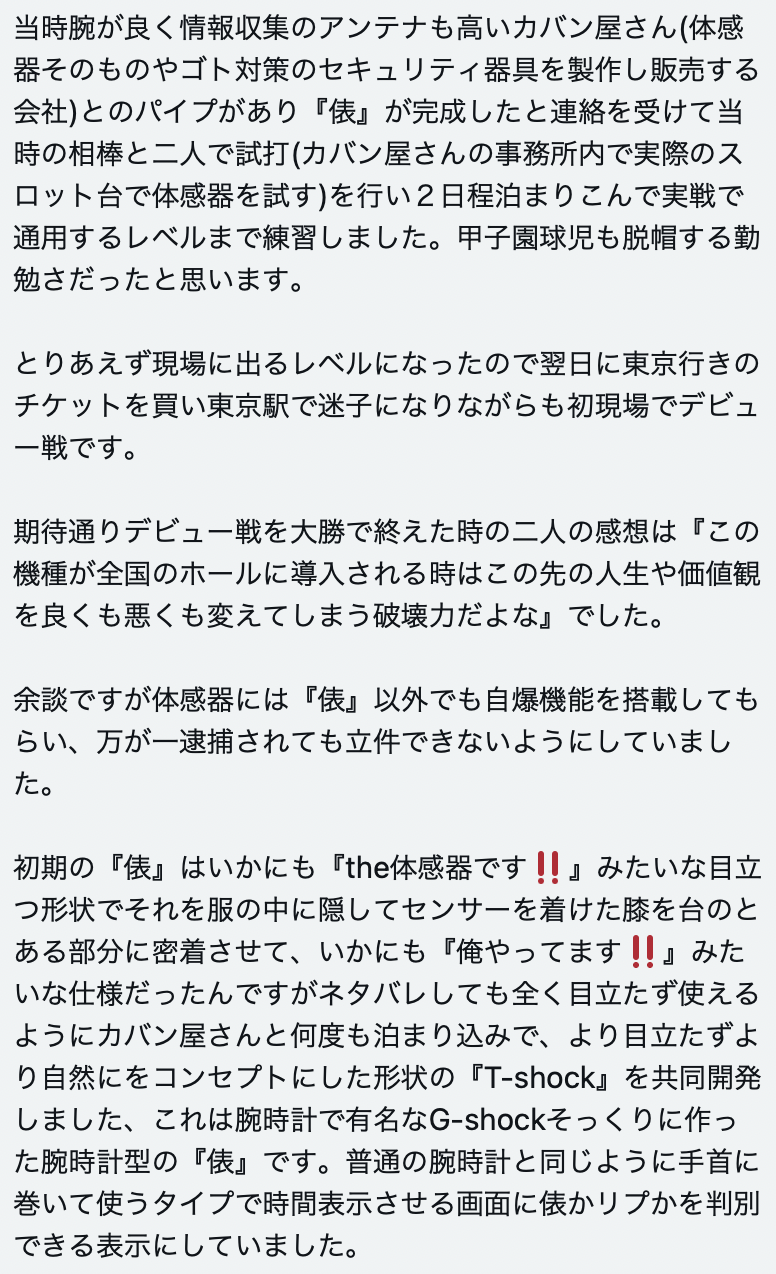 当時腕が良く情報収集のアンテナも高いカバン屋さん(体感
器そのものやゴト対策のセキュリティ器具を製作し販売する
会社)とのパイプがあり『俵』が完成したと連絡を受けて当
時の相棒と二人で試打(カバン屋さんの事務所内で実際のス
ロット台で体感器を試す)を行い２日程泊まりこんで実戦で
通用するレベルまで練習しました。甲子園球児も脱帽する勤
勉さだったと思います。
とりあえず現場に出るレベルになったので翌日に東京行きの
チケットを買い東京駅で迷子になりながらも初現場でデビュ
ー戦です。
期待通りデビュー戦を大勝で終えた時の二人の感想は『この
機種が全国のホールに導入される時はこの先の人生や価値観
を良くも悪くも変えてしまう破壊力だよな』でした。
余談ですが体感器には『俵』以外でも自爆機能を搭載しても
らい、万が一逮捕されても立件できないようにしていまし
た。
初期の『俵』はいかにも『the体感器です‼️』みたいな目立
つ形状でそれを服の中に隠してセンサーを着けた膝を台のと
ある部分に密着させて、いかにも『俺やってます‼️』みた
いな仕様だったんですがネタバレしても全く目立たず使える
ようにカバン屋さんと何度も泊まり込みで、より目立たずよ
り自然にをコンセプトにした形状の『T-shock』を共同開発
しました、これは腕時計で有名なG-shockそっくりに作っ
た腕時計型の『俵』です。普通の腕時計と同じように手首に
巻いて使うタイプで時間表示させる画面に俵かリプかを判別
できる表示にしていました。